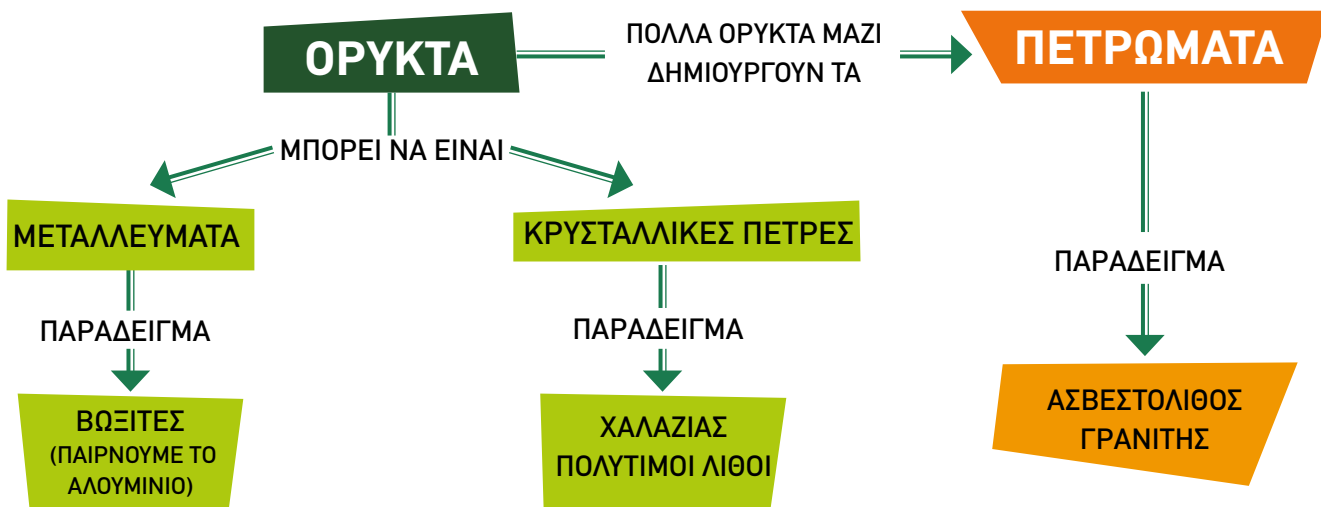 ΟΡΥΚΤΑ
ΠΟΛΛΑ ΟΡΥΚΤΑ ΜΑΖΙ
ΔΗΜΙΟΥΡΓΟΥΝ ΤΑ
ΠΕΤΡΩΜΑΤΑ
ΜΠΟΡΕΙ ΝΑ ΕΙΝΑΙ
ΜΕΤΑΛΛΕΥΜΑΤΑ
ΚΡΥΣΤΑΛΛΙΚΕΣ ΠΕΤΡΕΣ
ΠΑΡΑΔΕΙΓΜΑ
ΠΑΡΑΔΕΙΓΜΑ
ΠΑΡΑΔΕΙΓΜΑ
ΒΩΞΙΤΕΣ
(ΠΑΙΡΝΟΥΜΕ ΤΟ
ΑΛΟΥΜΙΝΙΟ)
ΧΑΛΑΖΙΑΣ
ΠΟΛΥΤΙΜΟΙ ΛΙΘΟΙ
ΑΣΒΕΣΤΟΛΙΘΟΣ
ΓΡΑΝΙΤΗΣ